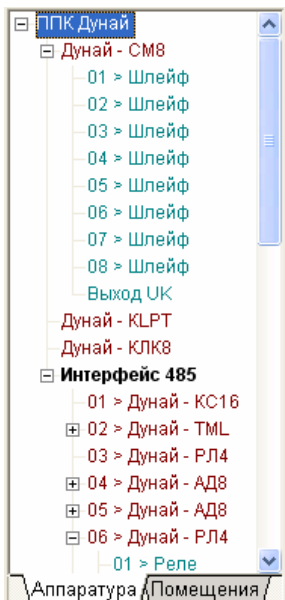 ППК Дунай
Дунай - СМ8
01 > Шлейф
02 > Шлейф
03 > Шлейф
04 > Шлейф
05 > Шлейф
06 > Шлейф
07 > Шлейф
08 > Шлейф
Выход UK
Дунай - KLPT
Дунай - КЛК8
Интерфейс 485
01 > Дунай - КС16
02 > Дунай - TML
03 > Дунай - РЛ4
04 > Дунай - АД8
05 > Дунай - АД8
06 > Дунай - РЛ4
01 > Реле
Аппаратура Помещения